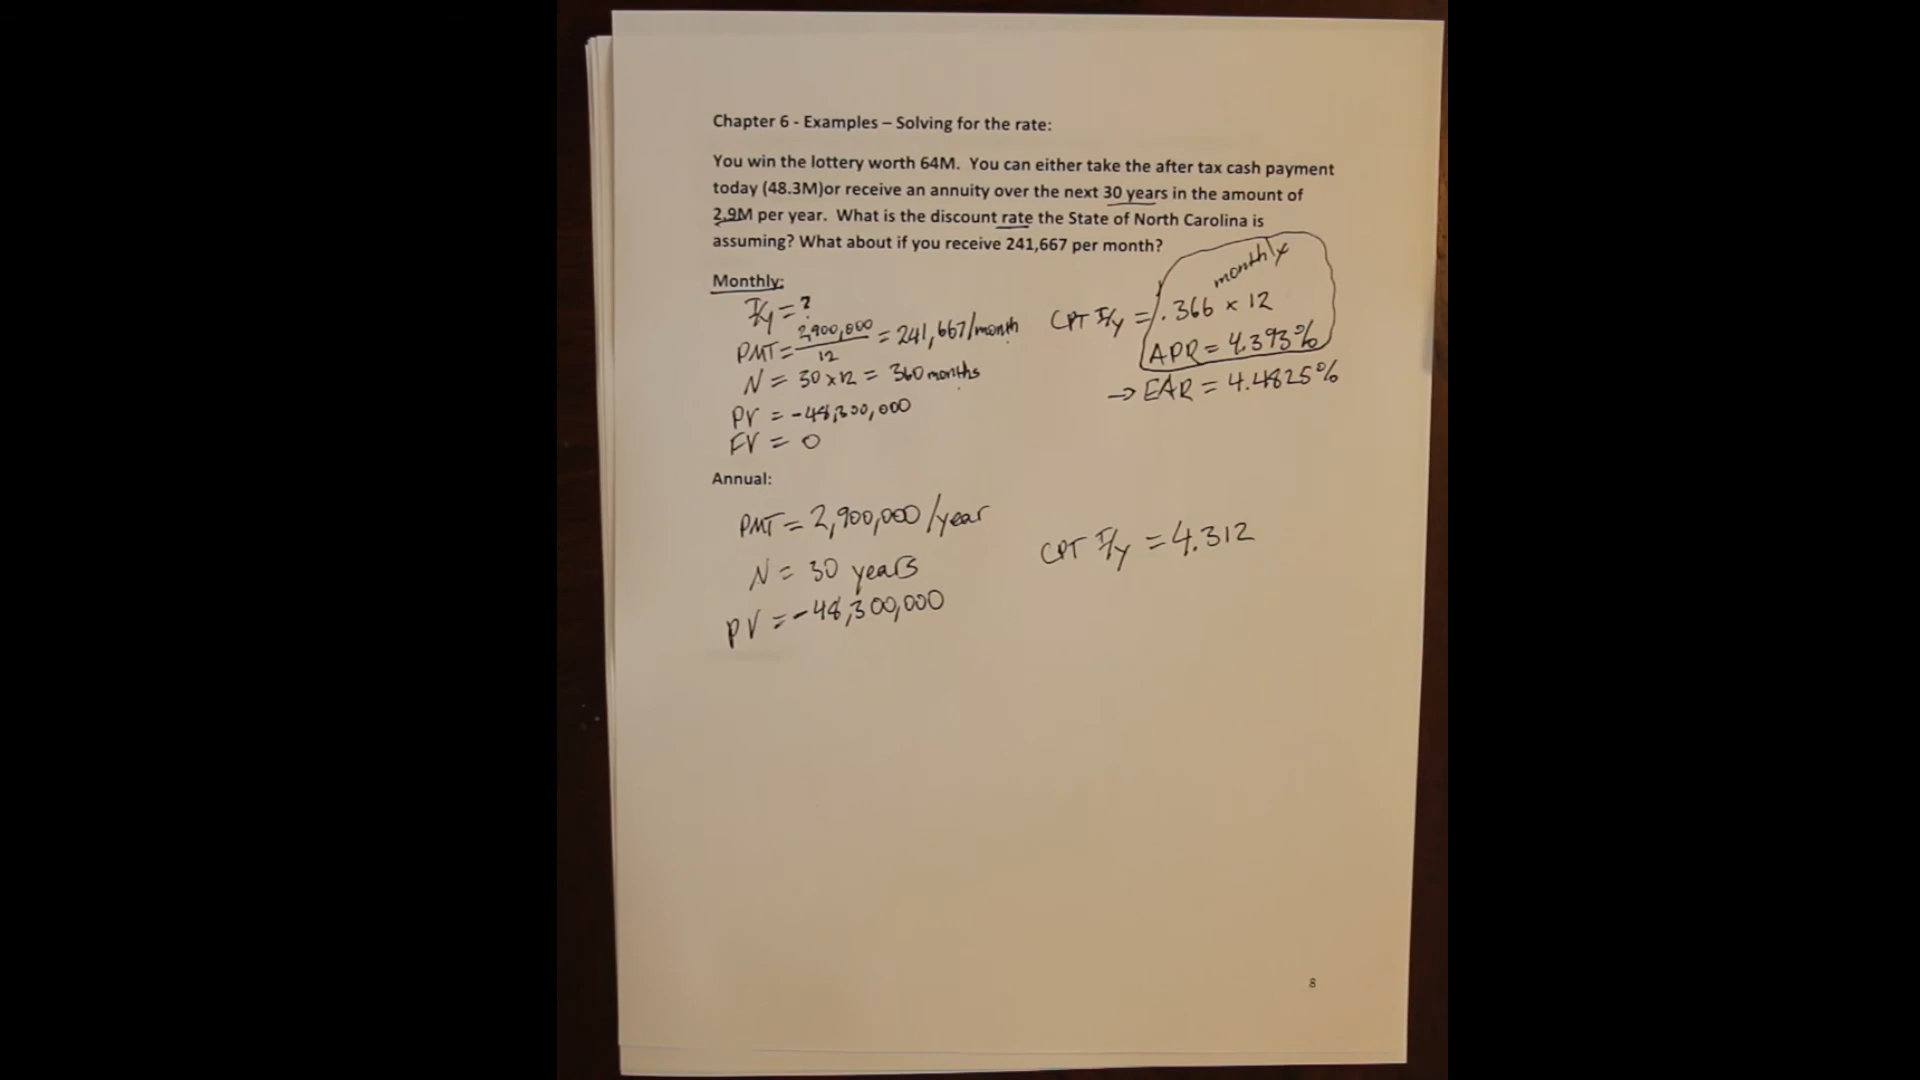 Chapter 6 - Examples – Solving for the rate:
You win the lottery worth 64M. You can either take the after tax cash payment
today (48.3M)or receive an annuity over the next 30 years in the amount of
2.9M per year. What is the discount rate the State of North Carolina is
assuming? What about if you receive 241,667 per month?
Monthly:
I/Y = ?
PMT = 2,900,000 / 12 = 241,667/month
N = 30 x 12 = 360 months
PV = -48,300,000
FV = 0
monthly
CPT I/Y = .366 x 12
APR = 4.393%
→ EAR = 4.4825%
Annual:
PMT = 2,900,000/year
N = 30 years
PV = -48,300,000
CPT I/Y = 4.312
8